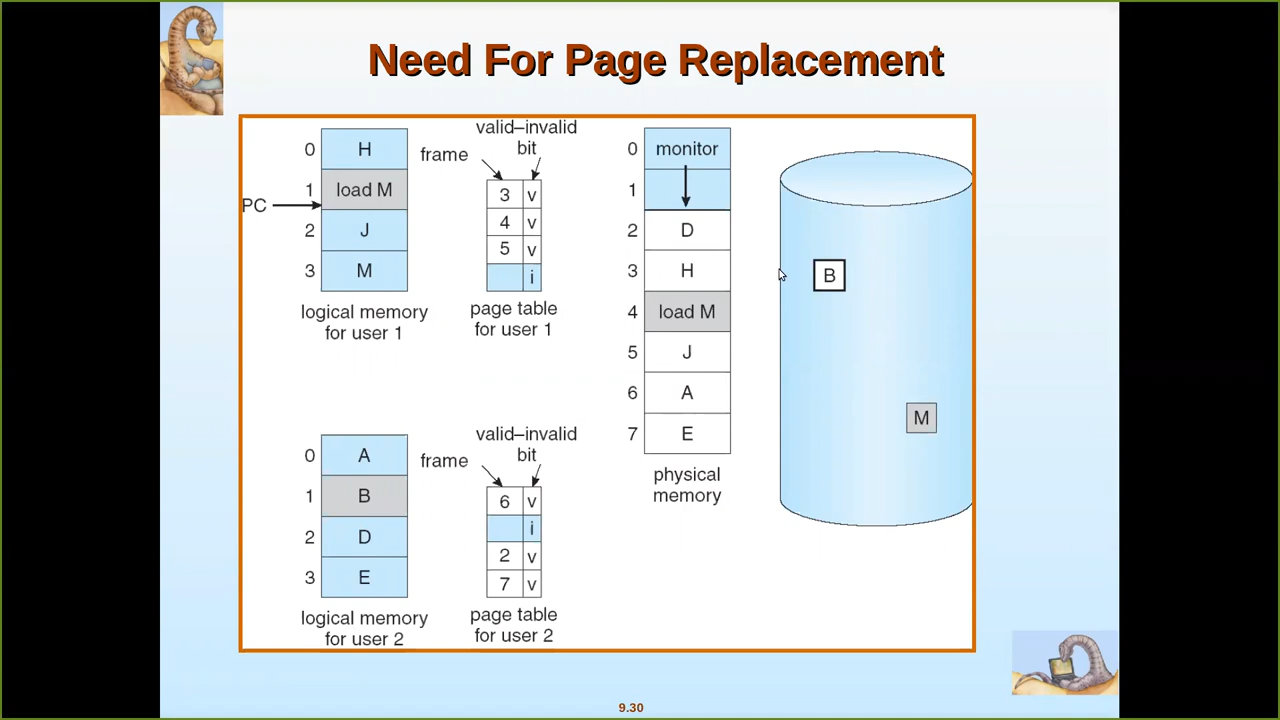 Need For Page Replacement
valid–invalid
bit
frame
0 H
1 load M
PC
2 J
3 M
3 v
4 v
5 v
i
logical memory
for user 1
page table
for user 1
0 monitor
1
2 D
3 H
4 load M
5 J
6 A
7 E
physical
memory
B
M
valid–invalid
bit
frame
0 A
1 B
2 D
3 E
6 v
i
2 v
7 v
logical memory
for user 2
page table
for user 2
9.30